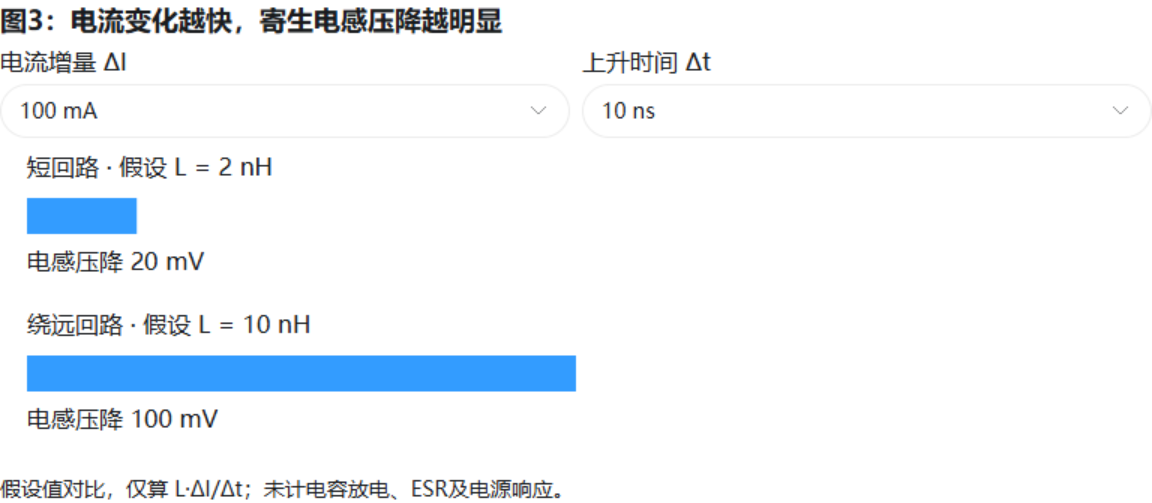 图3：电流变化越快，寄生电感压降越明显
电流增量 ΔI
上升时间 Δt
100 mA
10 ns
短回路 · 假设 L = 2 nH
电感压降 20 mV
绕远回路 · 假设 L = 10 nH
电感压降 100 mV
假设值对比，仅算 L·ΔI/Δt；未计电容放电、ESR及电源响应。